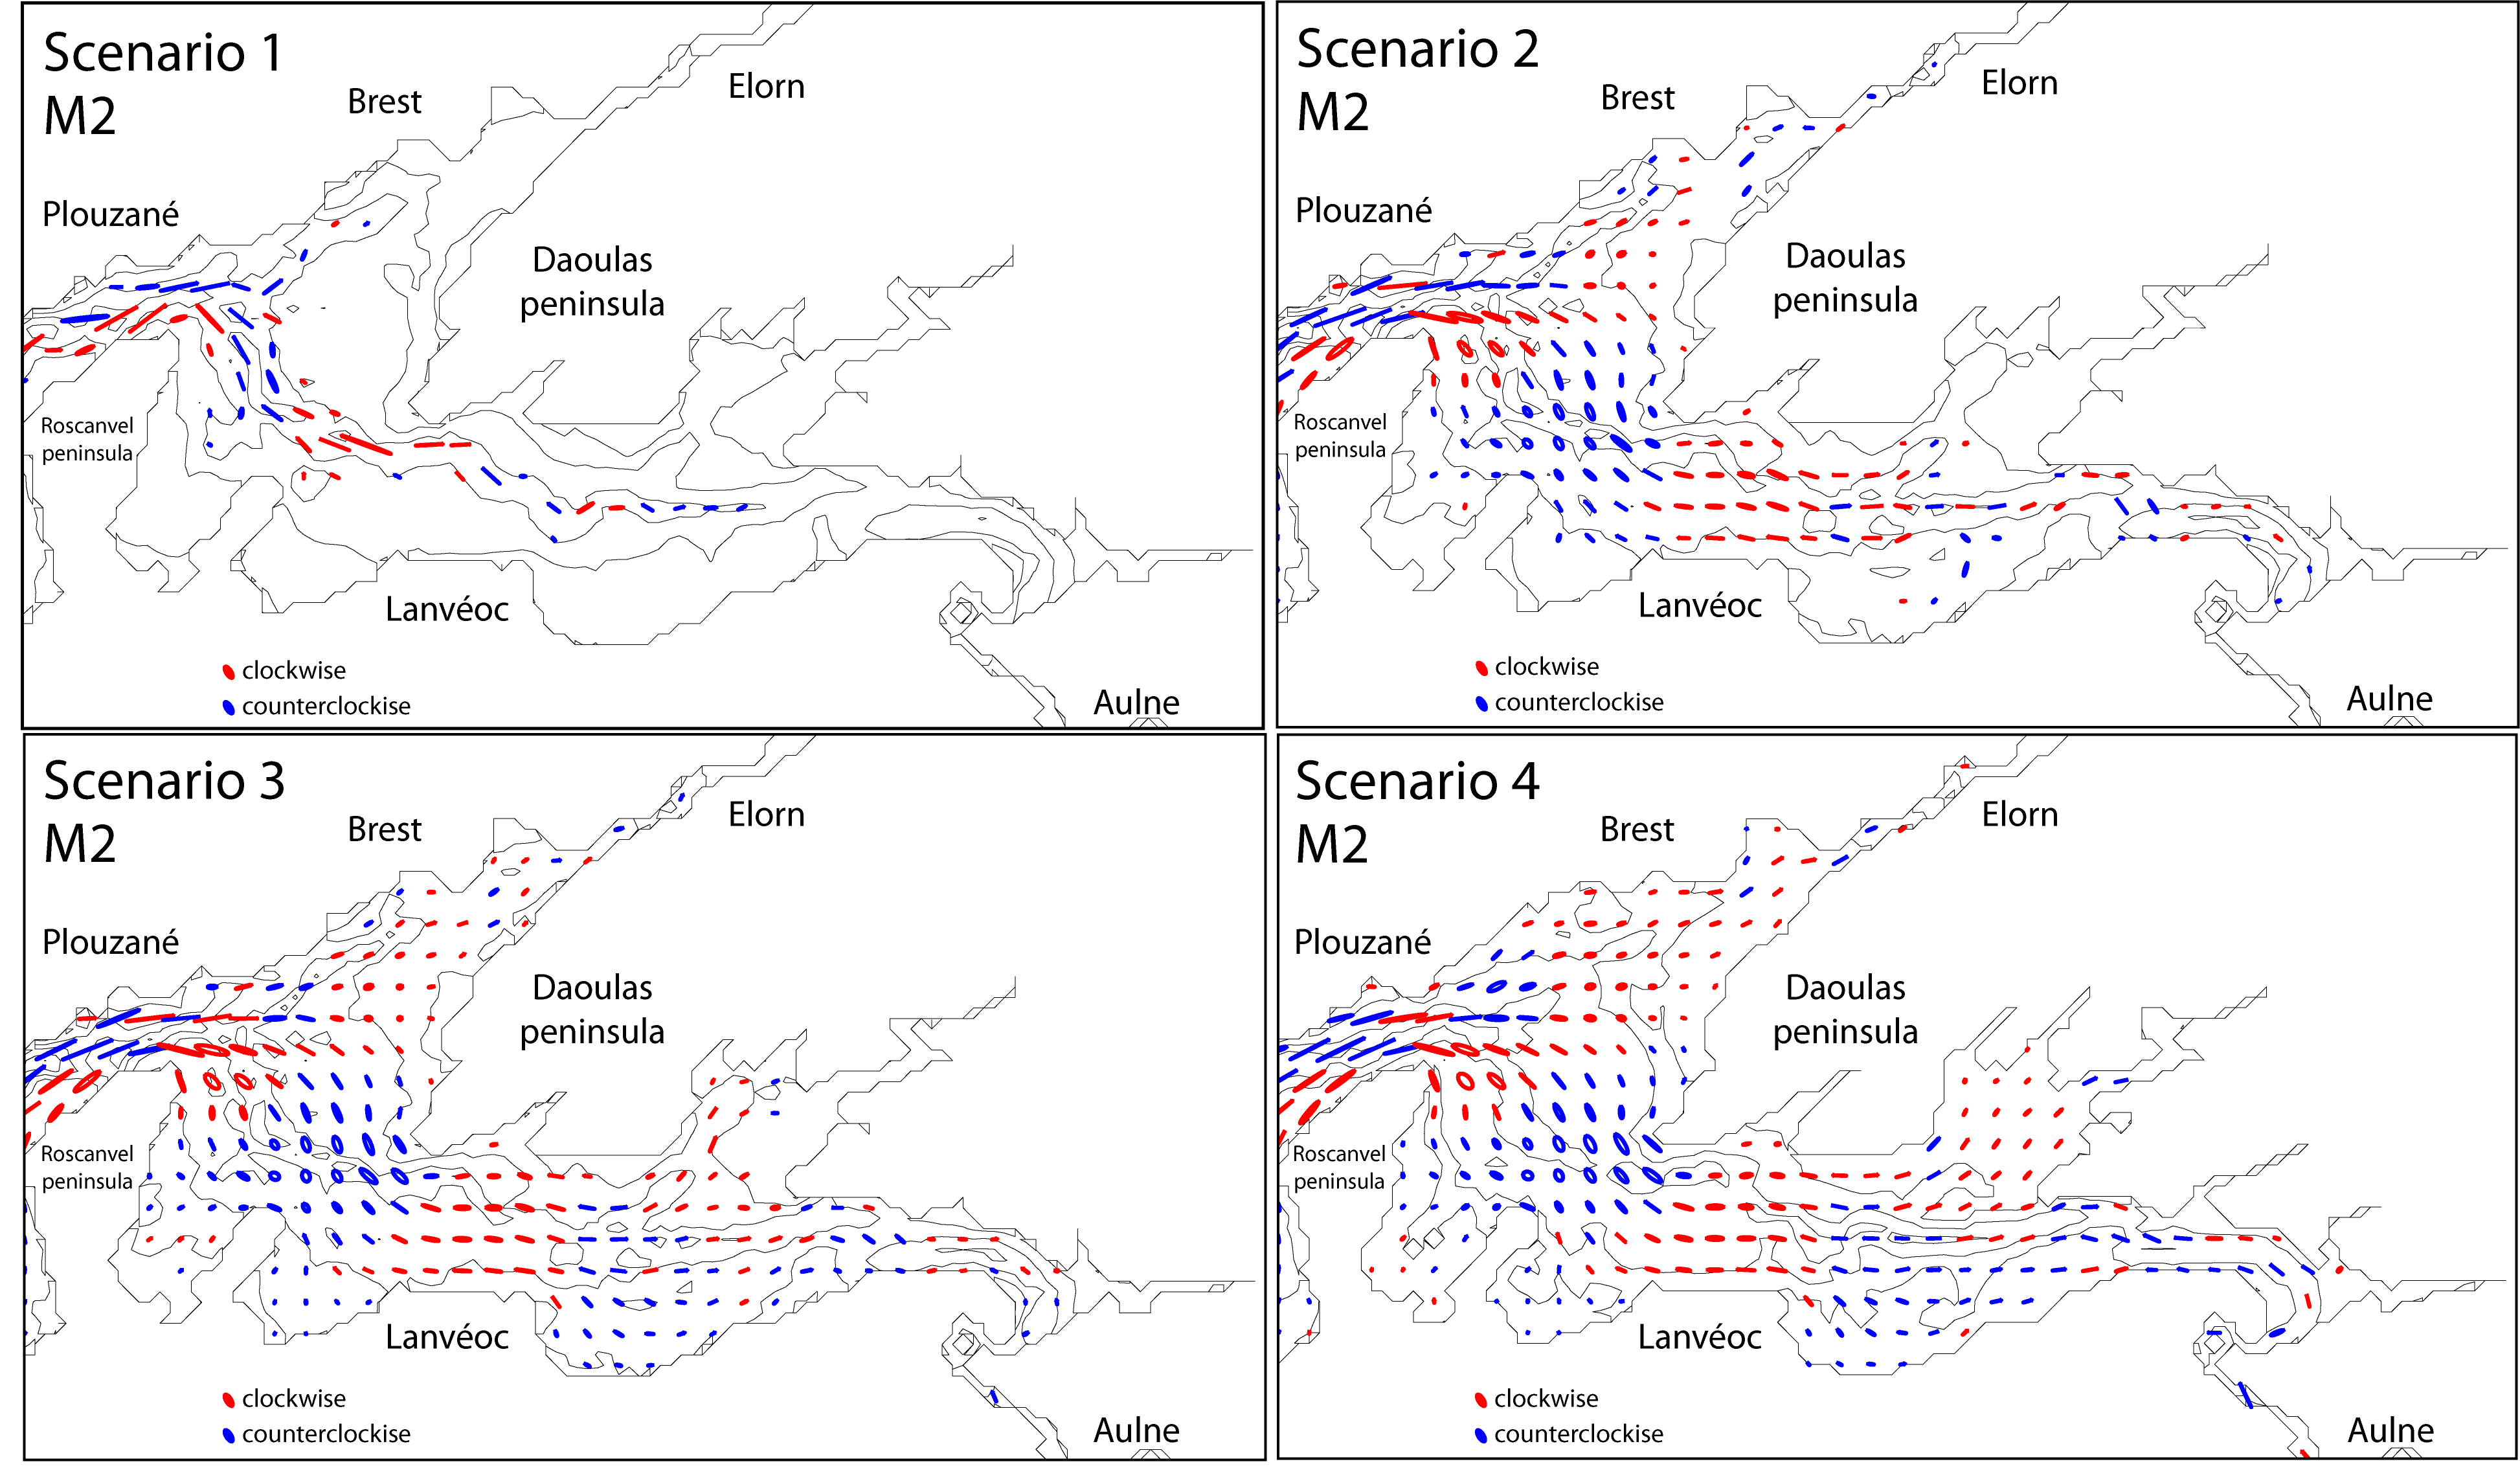 Scenario 1
M2
Brest
Elorn
Plouzané
Daoulas
peninsula
Roscanvel
peninsula
Lanvéoc
clockwise
counterclockise
Aulne
Scenario 2
M2
Brest
Elorn
Plouzané
Daoulas
peninsula
Roscanvel
peninsula
Lanvéoc
clockwise
counterclockise
Aulne
Scenario 3
M2
Brest
Elorn
Plouzané
Daoulas
peninsula
Roscanvel
peninsula
Lanvéoc
clockwise
counterclockise
Aulne
Scenario 4
M2
Brest
Elorn
Plouzané
Daoulas
peninsula
Roscanvel
peninsula
Lanvéoc
clockwise
counterclockise
Aulne